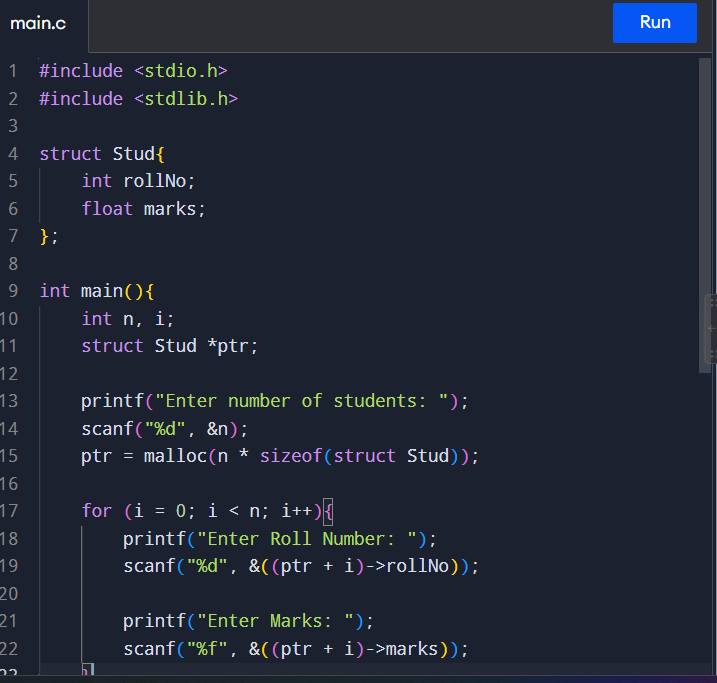 main.c
Run
1 #include <stdio.h>
2 #include <stdlib.h>
3
4 struct Stud{
5     int rollNo;
6     float marks;
7 };
8
9 int main(){
10     int n, i;
11     struct Stud *ptr;
12
13     printf("Enter number of students: ");
14     scanf("%d", &n);
15     ptr = malloc(n * sizeof(struct Stud));
16
17     for (i = 0; i < n; i++){
18         printf("Enter Roll Number: ");
19         scanf("%d", &((ptr + i)->rollNo));
20
21         printf("Enter Marks: ");
22         scanf("%f", &((ptr + i)->marks));
23     }